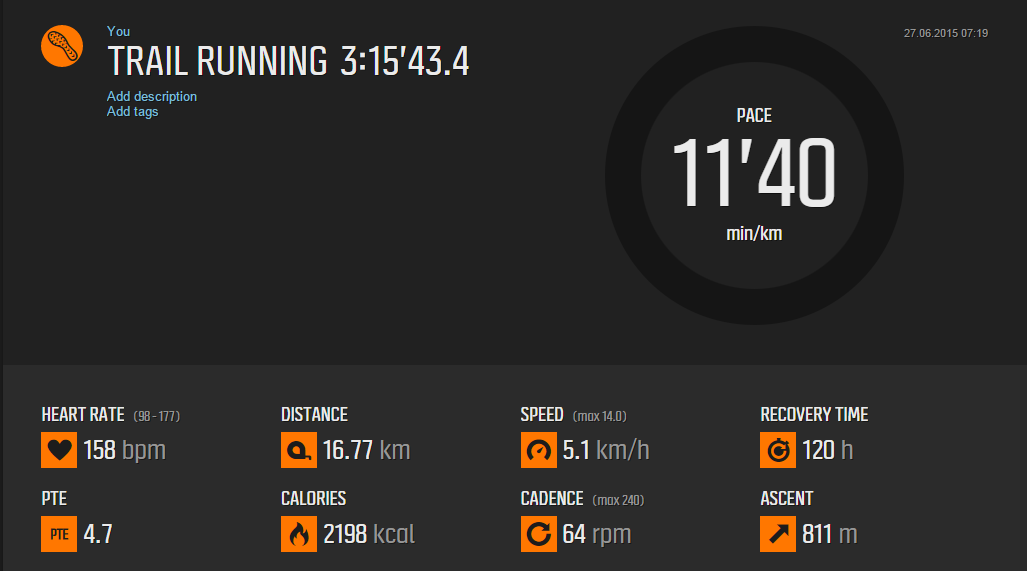 You
TRAIL RUNNING 3:15'43.4
Add description
Add tags
27.06.2015 07:19
PACE
11'40
min/km
HEART RATE (98 - 177)
158 bpm
DISTANCE
16.77 km
SPEED (max 14.0)
5.1 km/h
RECOVERY TIME
120 h
PTE
PTE 4.7
CALORIES
2198 kcal
CADENCE (max 240)
64 rpm
ASCENT
811 m